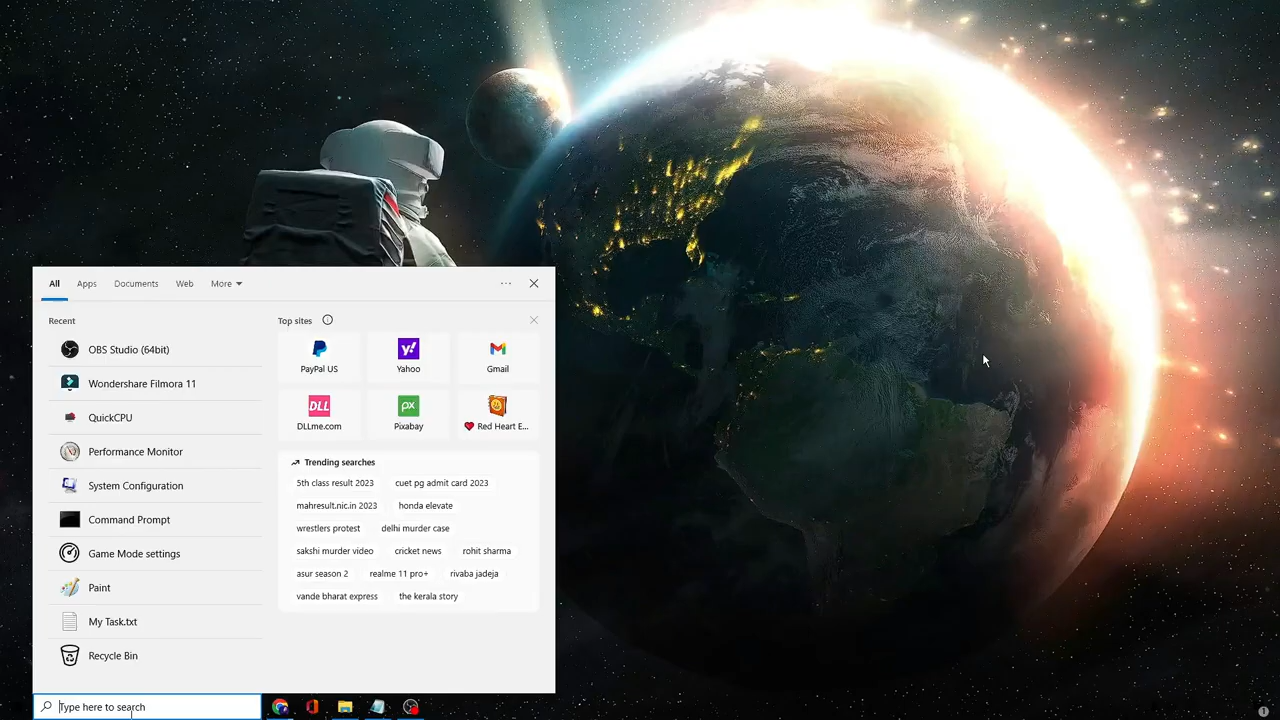 All Apps Documents Web More
Recent
OBS Studio (64bit)
Wondershare Filmora 11
QuickCPU
Performance Monitor
System Configuration
Command Prompt
Game Mode settings
Paint
My Task.txt
Recycle Bin
Top sites
PayPal US Yahoo Gmail
DLL
px
DLLme.com Pixabay Red Heart E...
Trending searches
5th class result 2023 cuet pg admit card 2023
mahresult.nic.in 2023 honda elevate
wrestlers protest delhi murder case
sakshi murder video cricket news rohit sharma
asur season 2 realme 11 pro+ rivaba jadeja
vande bharat express the kerala story
Type here to search